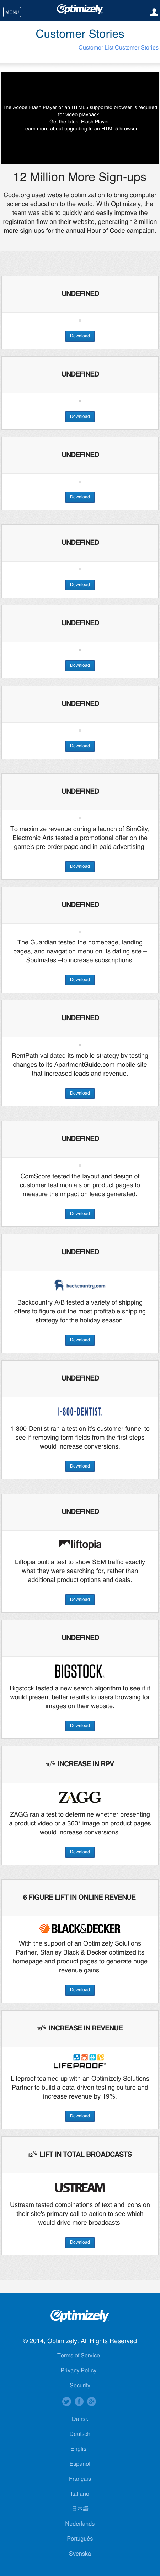 MENU
Optimizely
Customer Stories
Customer List Customer Stories
The Adobe Flash Player or an HTML5 supported browser is required
for video playback.
Get the latest Flash Player
Learn more about upgrading to an HTML5 browser
12 Million More Sign-ups
Code.org used website optimization to bring computer
science education to the world. With Optimizely, the
team was able to quickly and easily improve the
registration flow on their website, generating 12 million
more sign-ups for the annual Hour of Code campaign.
UNDEFINED
Download
UNDEFINED
Download
UNDEFINED
Download
UNDEFINED
Download
UNDEFINED
Download
UNDEFINED
Download
UNDEFINED
To maximize revenue during a launch of SimCity,
Electronic Arts tested a promotional offer on the
game's pre-order page and in paid advertising.
Download
UNDEFINED
The Guardian tested the homepage, landing
pages, and navigation menu on its dating site –
Soulmates –to increase subscriptions.
Download
UNDEFINED
RentPath validated its mobile strategy by testing
changes to its ApartmentGuide.com mobile site
that increased leads and revenue.
Download
UNDEFINED
ComScore tested the layout and design of
customer testimonials on product pages to
measure the impact on leads generated.
Download
UNDEFINED
backcountry.com
Backcountry A/B tested a variety of shipping
offers to figure out the most profitable shipping
strategy for the holiday season.
Download
UNDEFINED
1-800-DENTIST.
1-800-Dentist ran a test on it's customer funnel to
see if removing form fields from the first steps
would increase conversions.
Download
UNDEFINED
liftopia
Liftopia built a test to show SEM traffic exactly
what they were searching for, rather than
additional product options and deals.
Download
UNDEFINED
BIGSTOCK
Bigstock tested a new search algorithm to see if it
would present better results to users browsing for
images on their website.
Download
10% INCREASE IN RPV
ZAGG
ZAGG ran a test to determine whether presenting
a product video or a 360° image on product pages
would increase conversions.
Download
6 FIGURE LIFT IN ONLINE REVENUE
BLACK&DECKER
With the support of an Optimizely Solutions
Partner, Stanley Black & Decker optimized its
homepage and product pages to generate huge
revenue gains.
Download
19% INCREASE IN REVENUE
LIFEPROOF
Lifeproof teamed up with an Optimizely Solutions
Partner to build a data-driven testing culture and
increase revenue by 19%.
Download
12% LIFT IN TOTAL BROADCASTS
USTREAM
Ustream tested combinations of text and icons on
their site's primary call-to-action to see which
would drive more broadcasts.
Download
Optimizely
© 2014, Optimizely. All Rights Reserved
Terms of Service
Privacy Policy
Security
Dansk
Deutsch
English
Español
Français
Italiano
日本語
Nederlands
Português
Svenska